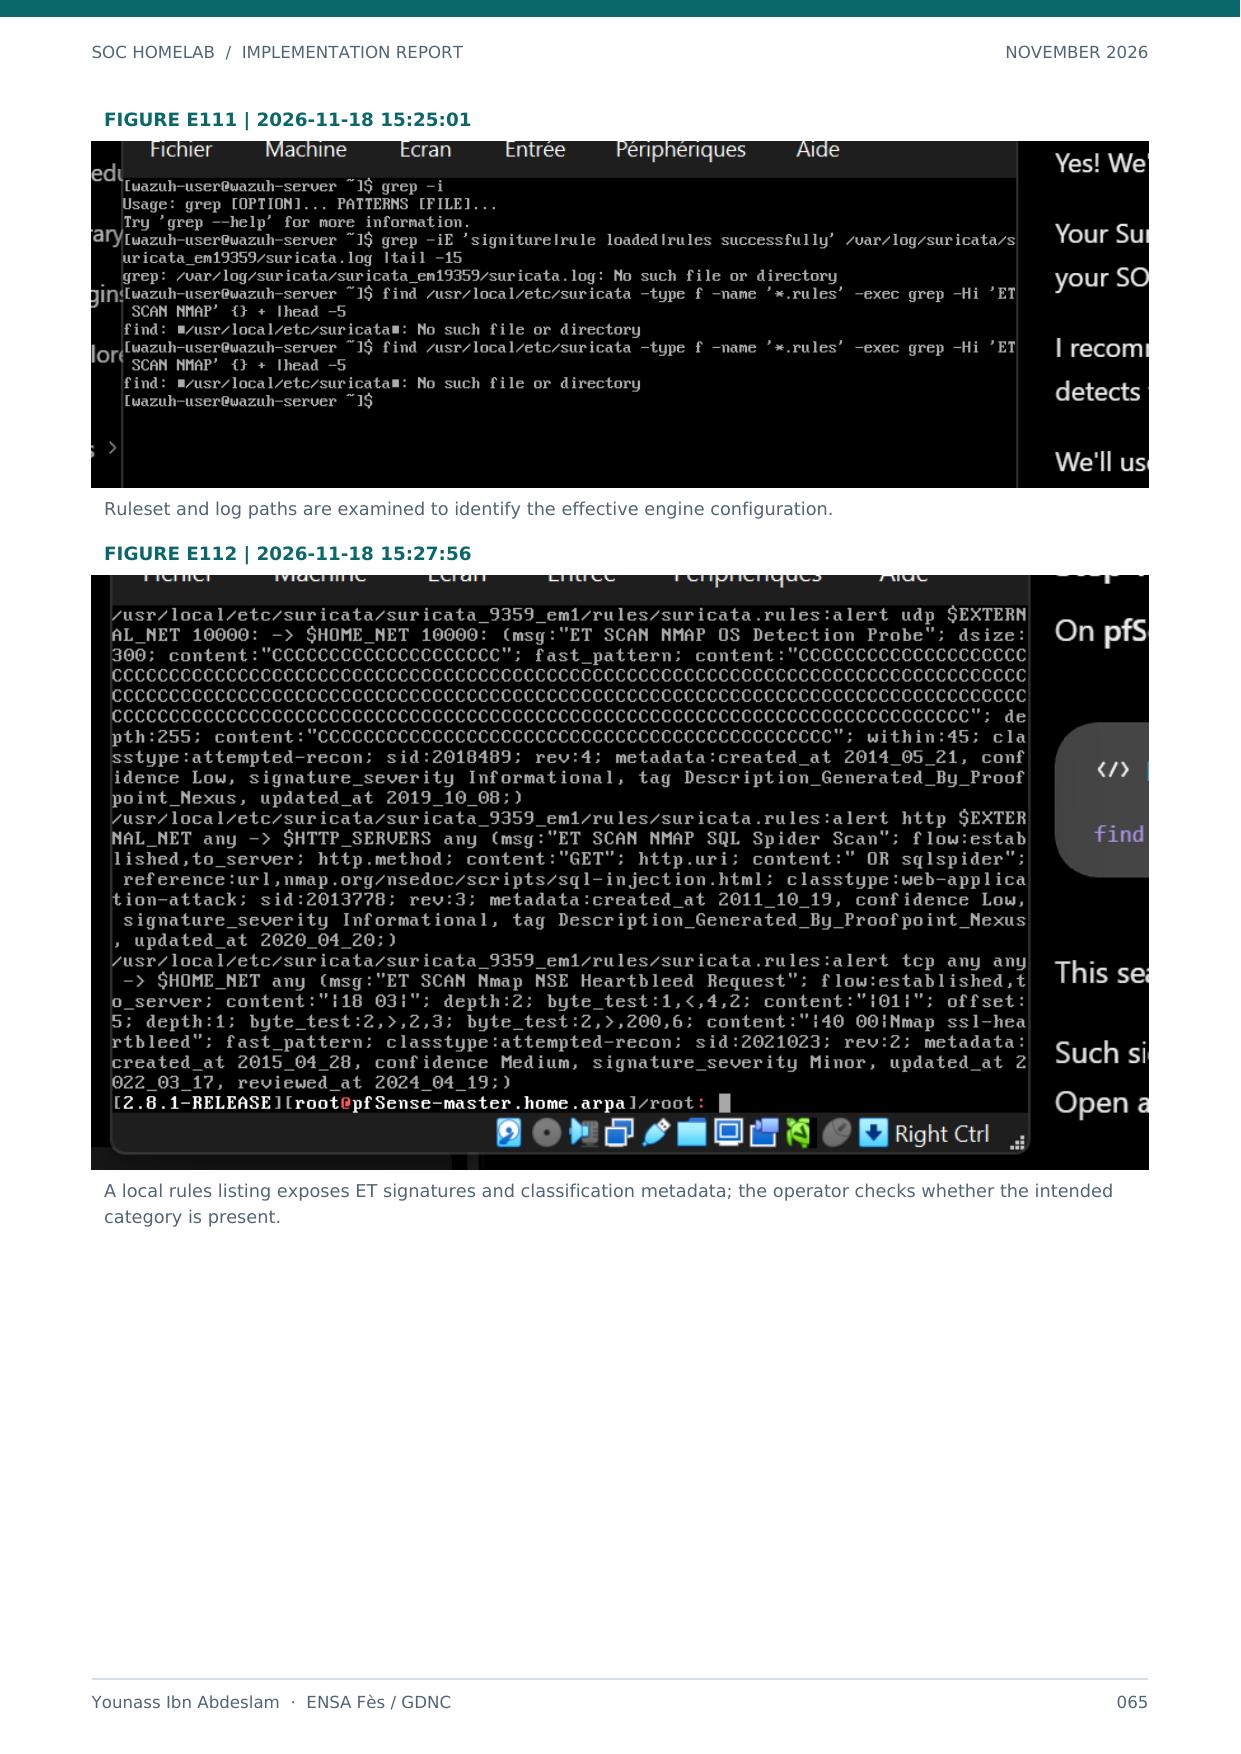 SOC HOMELAB / IMPLEMENTATION REPORT
NOVEMBER 2026
FIGURE E111 | 2026-11-18 15:25:01
Fichier Machine Ecran Entrée Périphériques Aide
[wazuh-user@wazuh-server ~]$ grep -i
Usage: grep [OPTION]... PATTERNS [FILE]...
Try 'grep --help' for more information.
[wazuh-user@wazuh-server ~]$ grep -iE 'signiture|rule loaded|rules successfully' /var/log/suricata/s
uricata_em19359/suricata.log |tail -15
grep: /var/log/suricata/suricata_em19359/suricata.log: No such file or directory
[wazuh-user@wazuh-server ~]$ find /usr/local/etc/suricata -type f -name '*.rules' -exec grep -Hi 'ET
SCAN NMAP' {} + |head -5
find: ■/usr/local/etc/suricata■: No such file or directory
[wazuh-user@wazuh-server ~]$ find /usr/local/etc/suricata -type f -name '*.rules' -exec grep -Hi 'ET
SCAN NMAP' {} + |head -5
find: ■/usr/local/etc/suricata■: No such file or directory
[wazuh-user@wazuh-server ~]$
Yes! We'
Your Sur
your SO
I recom
detects
We'll us
Ruleset and log paths are examined to identify the effective engine configuration.
FIGURE E112 | 2026-11-18 15:27:56
Fichier Machine Ecran Entrée Périphériques Aide
/usr/local/etc/suricata/suricata_9359_em1/rules/suricata.rules:alert udp $EXTERN
AL_NET 10000: -> $HOME_NET 10000: (msg:"ET SCAN NMAP OS Detection Probe"; dsize:
300; content:"CCCCCCCCCCCCCCCCCCCC"; fast_pattern; content:"CCCCCCCCCCCCCCCCCCCC
CCCCCCCCCCCCCCCCCCCCCCCCCCCCCCCCCCCCCCCCCCCCCCCCCCCCCCCCCCCCCCCCCCCCCCCCCCCCCCCC
CCCCCCCCCCCCCCCCCCCCCCCCCCCCCCCCCCCCCCCCCCCCCCCCCCCCCCCCCCCCCCCCCCCCCCCCCCCCCCCC
CCCCCCCCCCCCCCCCCCCCCCCCCCCCCCCCCCCCCCCCCCCCCCCCCCCCCCCCCCCCCCCCCCCCCCCCCCC"; de
pth:255; content:"CCCCCCCCCCCCCCCCCCCCCCCCCCCCCCCCCCCCCCCCCCCCC"; within:45; cla
sstype:attempted-recon; sid:2018489; rev:4; metadata:created_at 2014_05_21, conf
idence Low, signature_severity Informational, tag Description_Generated_By_Proof
point_Nexus, updated_at 2019_10_08;)
/usr/local/etc/suricata/suricata_9359_em1/rules/suricata.rules:alert http $EXTER
NAL_NET any -> $HTTP_SERVERS any (msg:"ET SCAN NMAP SQL Spider Scan"; flow:estab
lished,to_server; http.method; content:"GET"; http.uri; content:" OR sqlspider";
reference:url,nmap.org/nsedoc/scripts/sql-injection.html; classtype:web-applica
tion-attack; sid:2013778; rev:3; metadata:created_at 2011_10_19, confidence Low,
signature_severity Informational, tag Description_Generated_By_Proofpoint_Nexus
, updated_at 2020_04_20;)
/usr/local/etc/suricata/suricata_9359_em1/rules/suricata.rules:alert tcp any any
-> $HOME_NET any (msg:"ET SCAN Nmap NSE Heartbleed Request"; flow:established,t
o_server; content:"|18 03|"; depth:2; byte_test:1,<,4,2; content:"|01|"; offset:
5; depth:1; byte_test:2,>,2,3; byte_test:2,>,200,6; content:"|40 00|Nmap ssl-hea
rtbleed"; fast_pattern; classtype:attempted-recon; sid:2021023; rev:2; metadata:
created_at 2015_04_28, confidence Medium, signature_severity Minor, updated_at 2
022_03_17, reviewed_at 2024_04_19;)
[2.8.1-RELEASE][root@pfSense-master.home.arpa]/root:
Right Ctrl
On pfS
</>
find
This sea
Such si
Open a
A local rules listing exposes ET signatures and classification metadata; the operator checks whether the intended
category is present.
Younass Ibn Abdeslam · ENSA Fès / GDNC
065